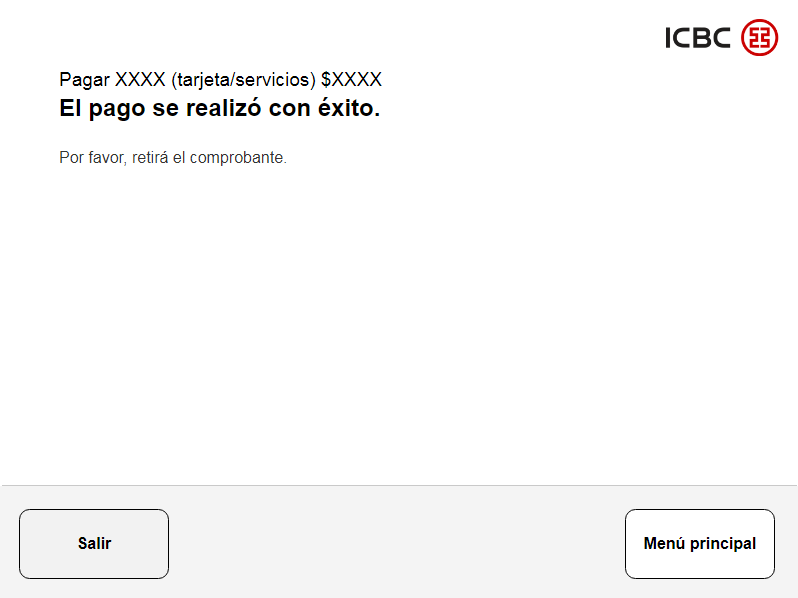 ICBC
Pagar XXXX (tarjeta/servicios) $XXXX
El pago se realizó con éxito.
Por favor, retirá el comprobante.
Salir
Menú principal